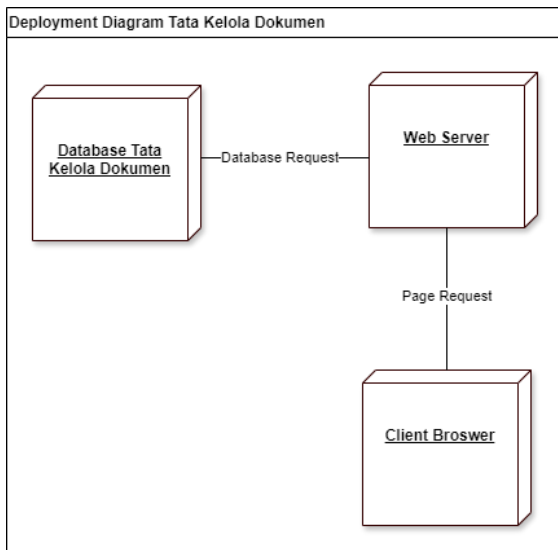 Deployment Diagram Tata Kelola Dokumen
Database Tata
Kelola Dokumen
Database Request
Web Server
Page Request
Client Broswer